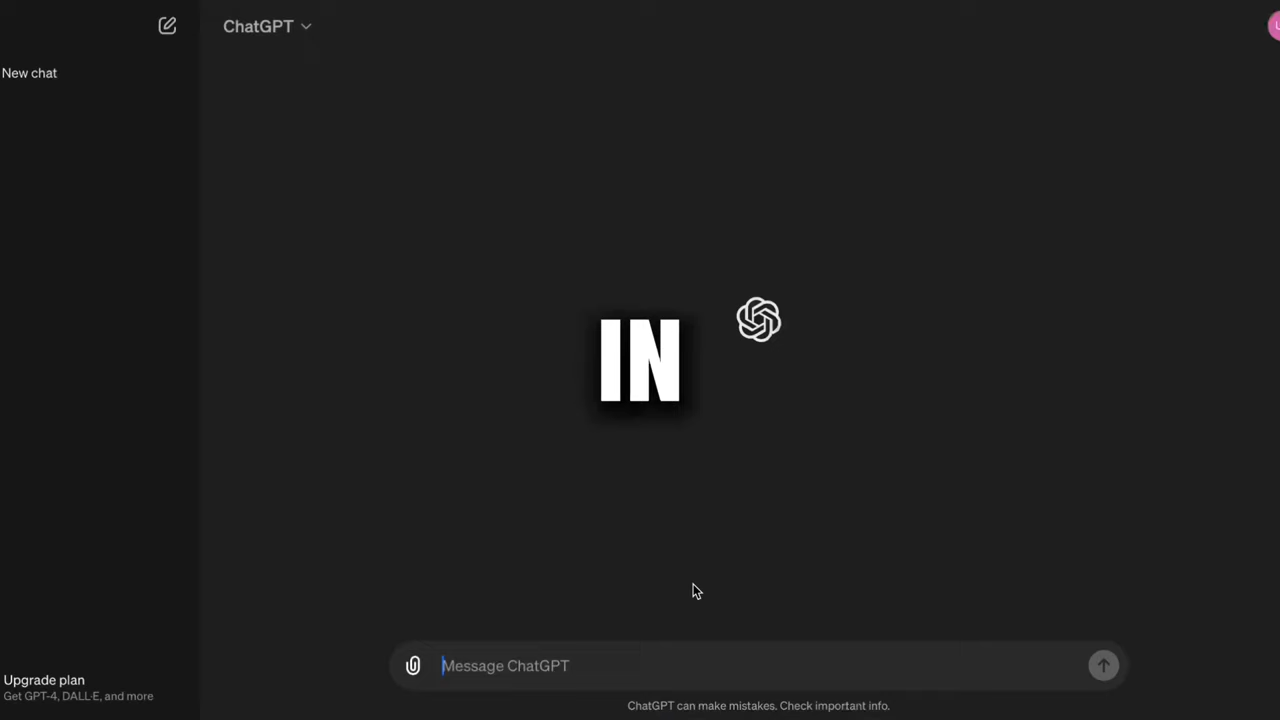 ChatGPT
New chat
IN
Message ChatGPT
Upgrade plan
Get GPT-4, DALL·E, and more
ChatGPT can make mistakes. Check important info.